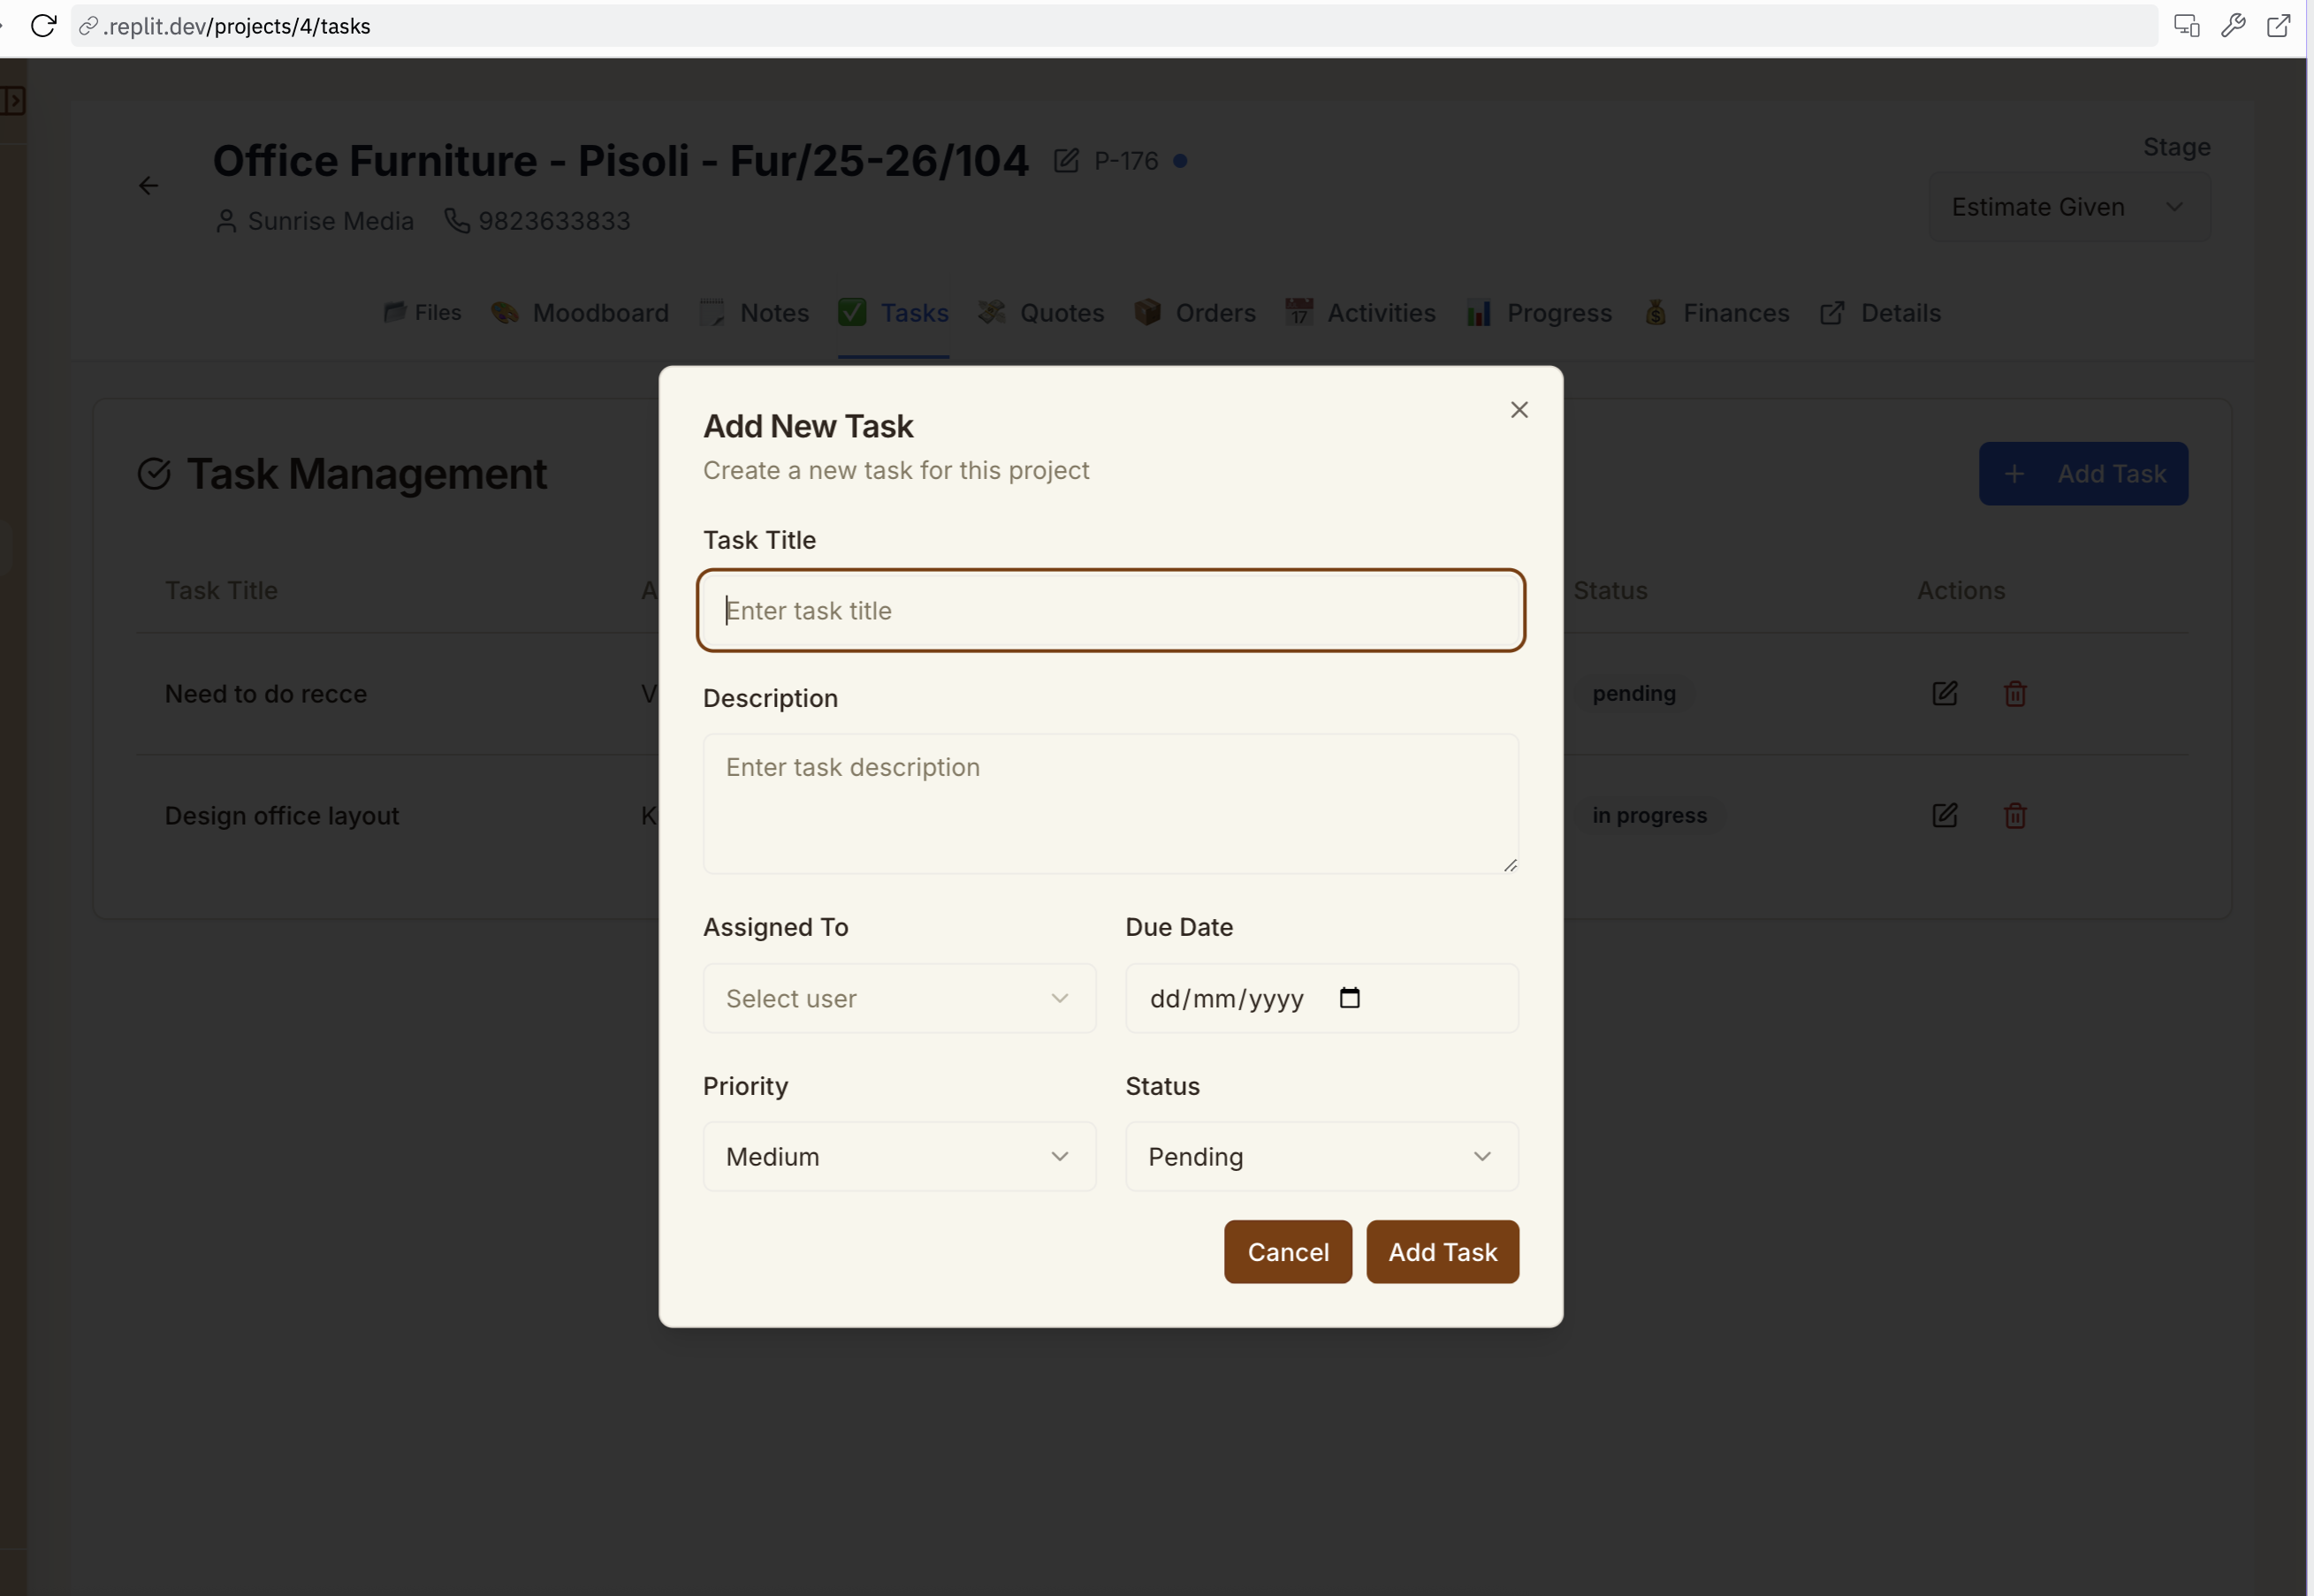 .replit.dev/projects/4/tasks
Office Furniture - Pisoli - Fur/25-26/104 P-176
Stage
Sunrise Media 9823633833
Estimate Given
Files Moodboard Notes Tasks Quotes Orders 17 Activities Progress Finances Details
Task Management
Add Task
Task Title A Status Actions
Need to do recce V pending
Design office layout K in progress
Add New Task
Create a new task for this project
Task Title
Enter task title
Description
Enter task description
Assigned To Due Date
Select user dd/mm/yyyy
Priority Status
Medium Pending
Cancel Add Task